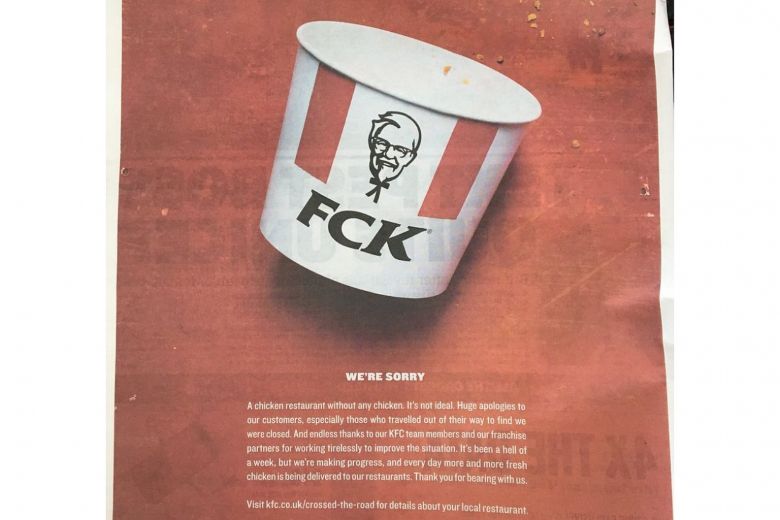 FCK
WE'RE SORRY
A chicken restaurant without any chicken. It's not ideal. Huge apologies to
our customers, especially those who travelled out of their way to find we
were closed. And endless thanks to our KFC team members and our franchise
partners for working tirelessly to improve the situation. It's been a hell of
a week, but we're making progress, and every day more and more fresh
chicken is being delivered to our restaurants. Thank you for bearing with us.
Visit kfc.co.uk/crossed-the-road for details about your local restaurant.
4X THE